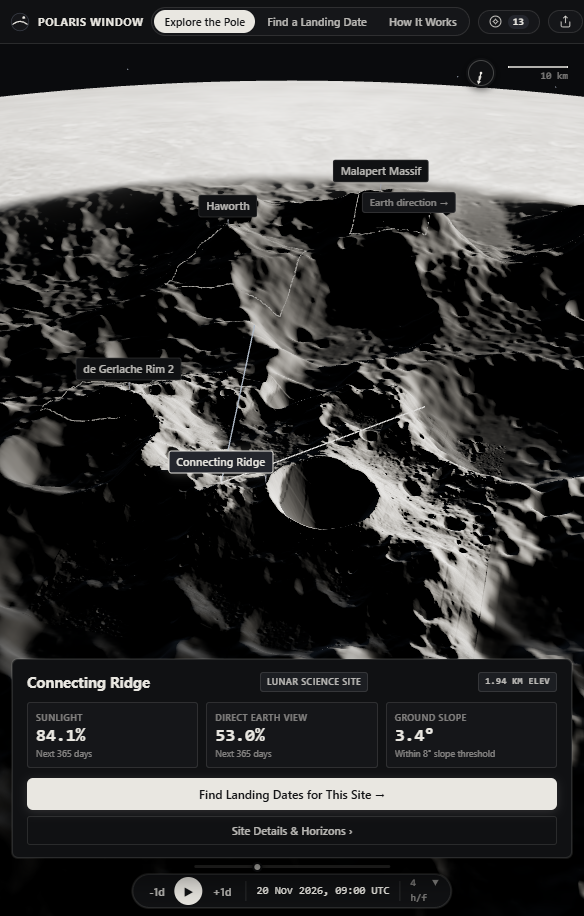 POLARIS WINDOW
Explore the Pole
Find a Landing Date
How It Works
13
10 km
Malapert Massif
Earth direction →
Haworth
de Gerlache Rim 2
Connecting Ridge
Connecting Ridge
LUNAR SCIENCE SITE
1.94 KM ELEV
SUNLIGHT
84.1%
Next 365 days
DIRECT EARTH VIEW
53.0%
Next 365 days
GROUND SLOPE
3.4°
Within 8° slope threshold
Find Landing Dates for This Site →
Site Details & Horizons ›
-1d
+1d
20 Nov 2026, 09:00 UTC
4
h/f